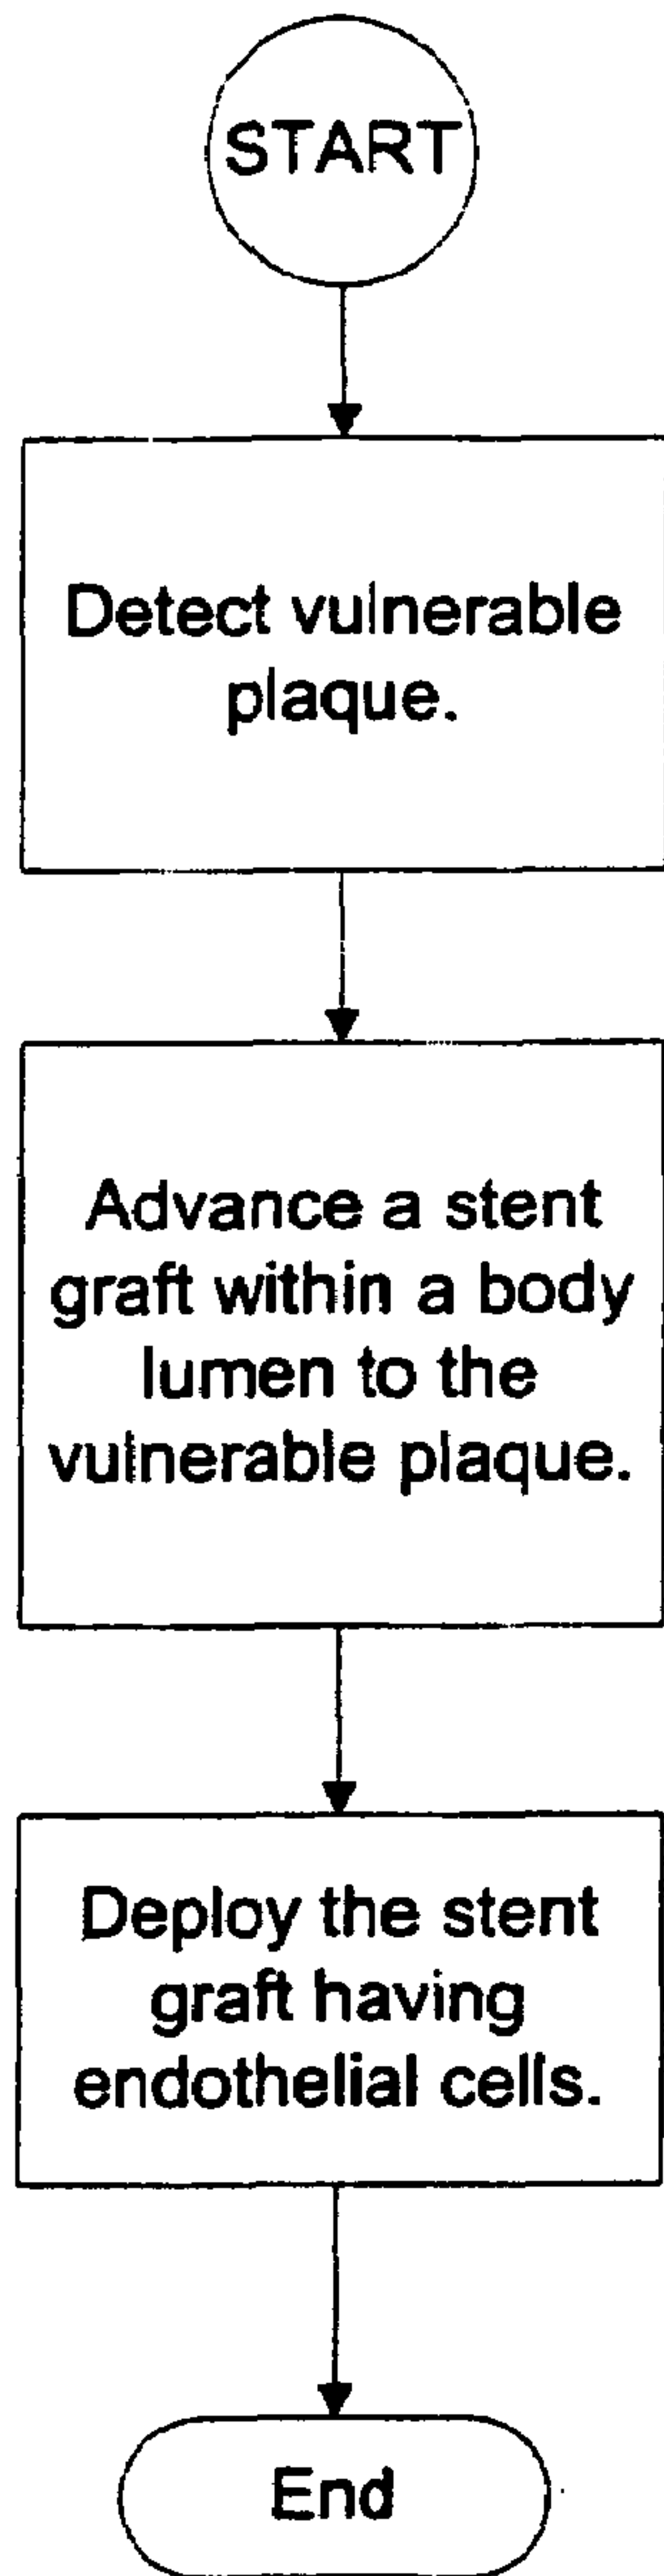 START
Detect vulnerable
plaque.
Advance a stent
graft within a body
lumen to the
vulnerable plaque.
Deploy the stent
graft having
endothelial cells.
End